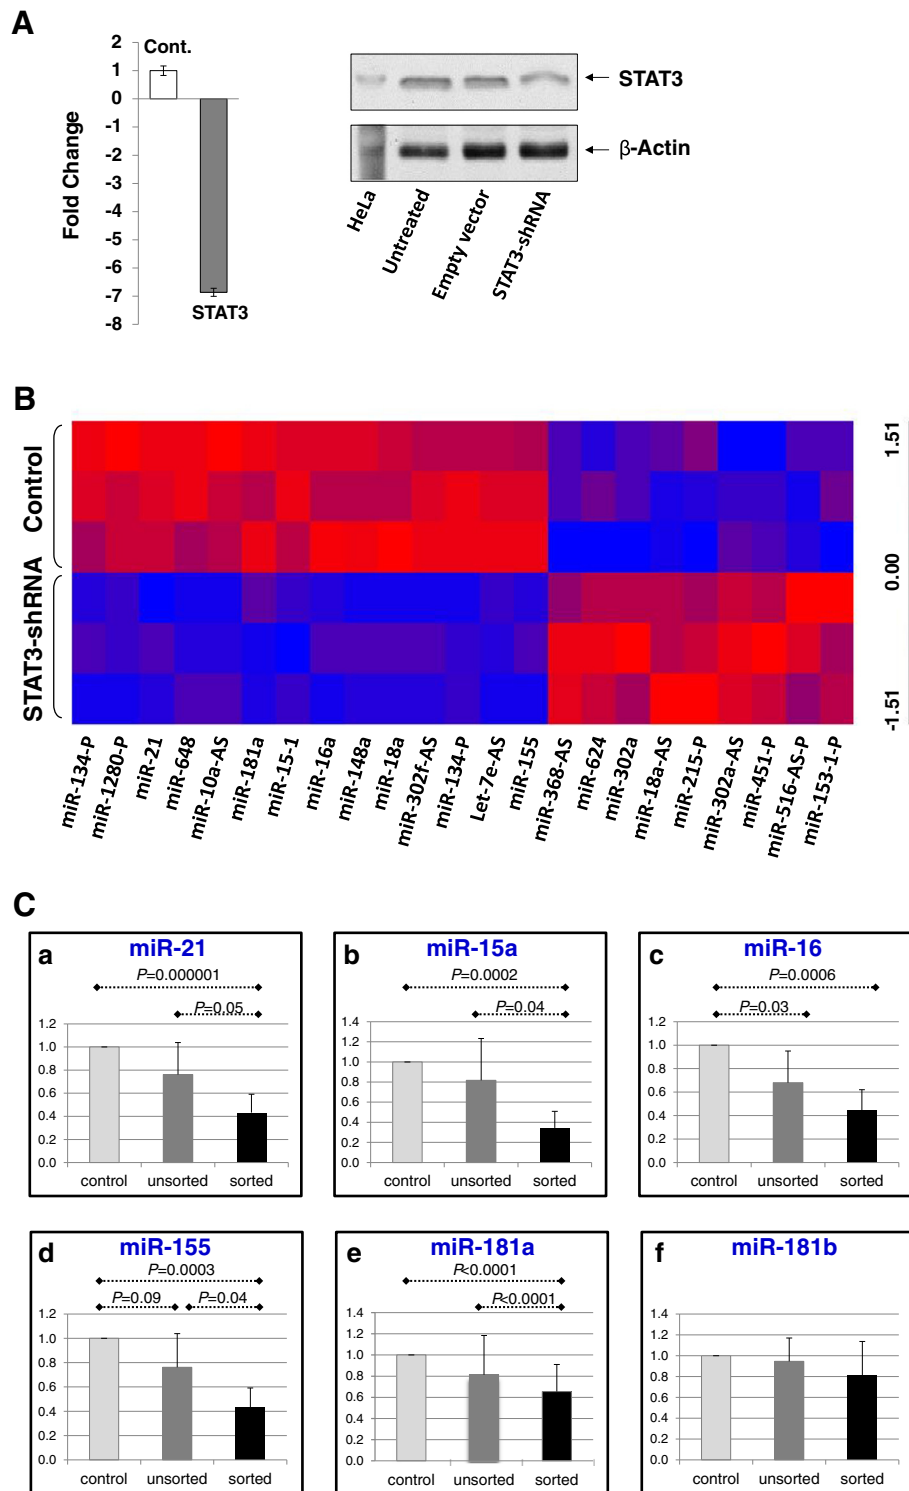 A
2
1
0
-1
-2
-3
-4
-5
-6
-7
-8
Fold Change
Cont.
STAT3
STAT3
β-Actin
HeLa
Untreated
Empty vector
STAT3-shRNA
B
Control
STAT3-shRNA
1.51
0.00
-1.51
miR-134-P
miR-1280-P
miR-21
miR-648
miR-10a-AS
miR-181a
miR-15-1
miR-16a
miR-148a
miR-18a
miR-302f-AS
miR-134-P
Let-7e-AS
miR-155
miR-368-AS
miR-624
miR-302a
miR-18a-AS
miR-215-P
miR-302a-AS
miR-451-P
miR-516-AS-P
miR-153-1-P
C
a
miR-21
P=0.000001
P=0.05
1.2
1.0
0.8
0.6
0.4
0.2
0.0
control unsorted sorted
b
miR-15a
P=0.0002
P=0.04
1.4
1.2
1.0
0.8
0.6
0.4
0.2
0.0
control unsorted sorted
c
miR-16
P=0.0006
P=0.03
1.2
1.0
0.8
0.6
0.4
0.2
0.0
control unsorted sorted
d
miR-155
P=0.0003
P=0.09 P=0.04
1.2
1.0
0.8
0.6
0.4
0.2
0.0
control unsorted sorted
e
miR-181a
P<0.0001
P<0.0001
1.4
1.2
1.0
0.8
0.6
0.4
0.2
0.0
control unsorted sorted
f
miR-181b
1.4
1.2
1.0
0.8
0.6
0.4
0.2
0.0
control unsorted sorted